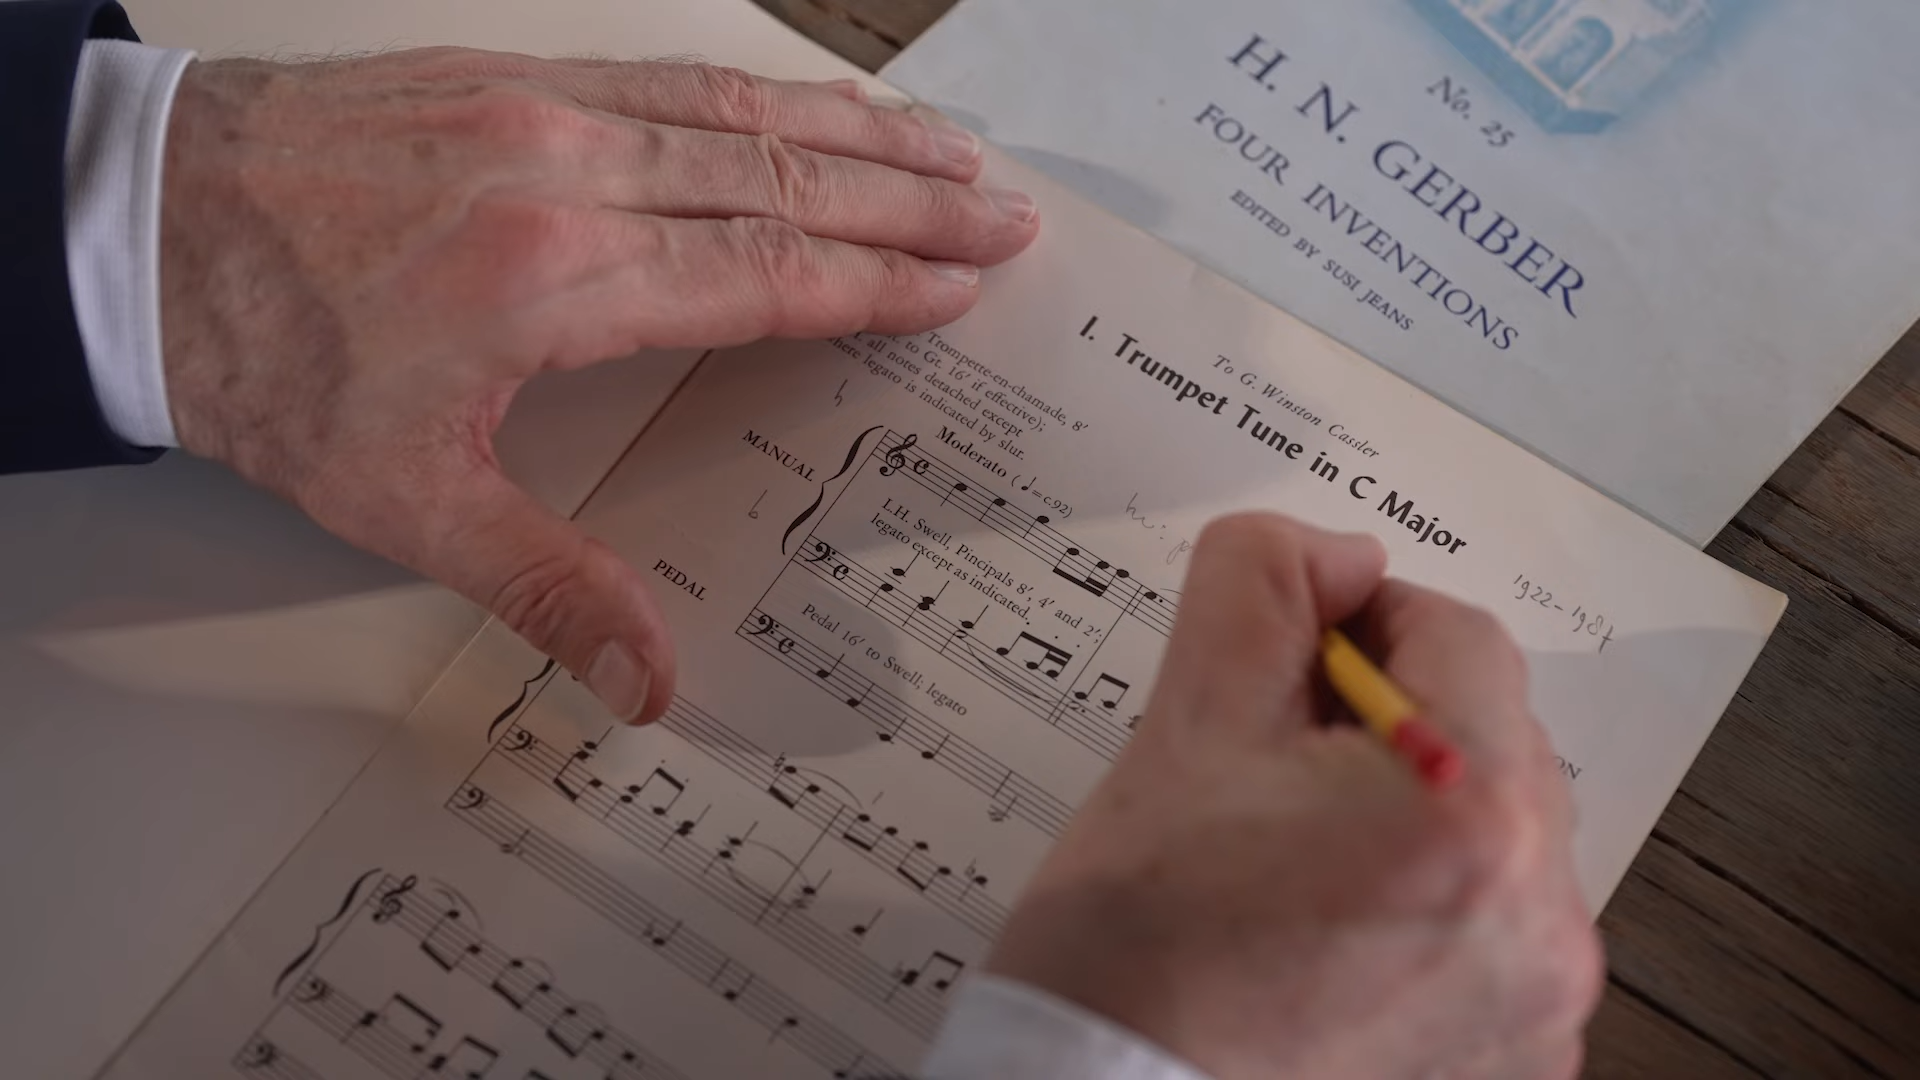 No. 25
H. N. GERBER
FOUR INVENTIONS
EDITED BY SUSI JEANS
To G. Winston Cassler
I. Trumpet Tune in C Major
1922-1987
Trompette-en-chamade, 8'
to Gt. 16' if effective);
all notes detached except
where legato is indicated by slur.
Moderato (♩=c.92)
MANUAL
L.H. Swell, Pincipals 8', 4' and 2';
legato except as indicated.
PEDAL
Pedal 16' to Swell; legato